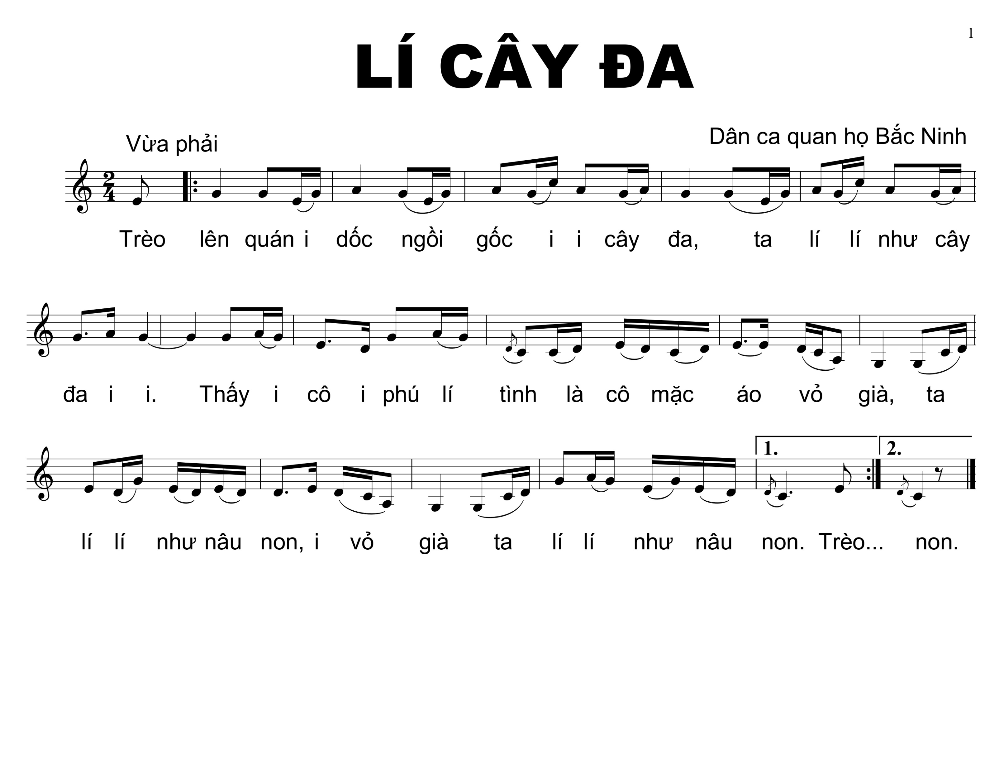 1
LÍ CÂY ĐA
Vừa phải
Dân ca quan họ Bắc Ninh
2
4
Trèo lên quán i dốc ngồi gốc i i cây đa, ta lí lí như cây
đa i i. Thấy i cô i phú lí tình là cô mặc áo vỏ già, ta
1. 2.
lí lí như nâu non, i vỏ già ta lí lí như nâu non. Trèo... non.